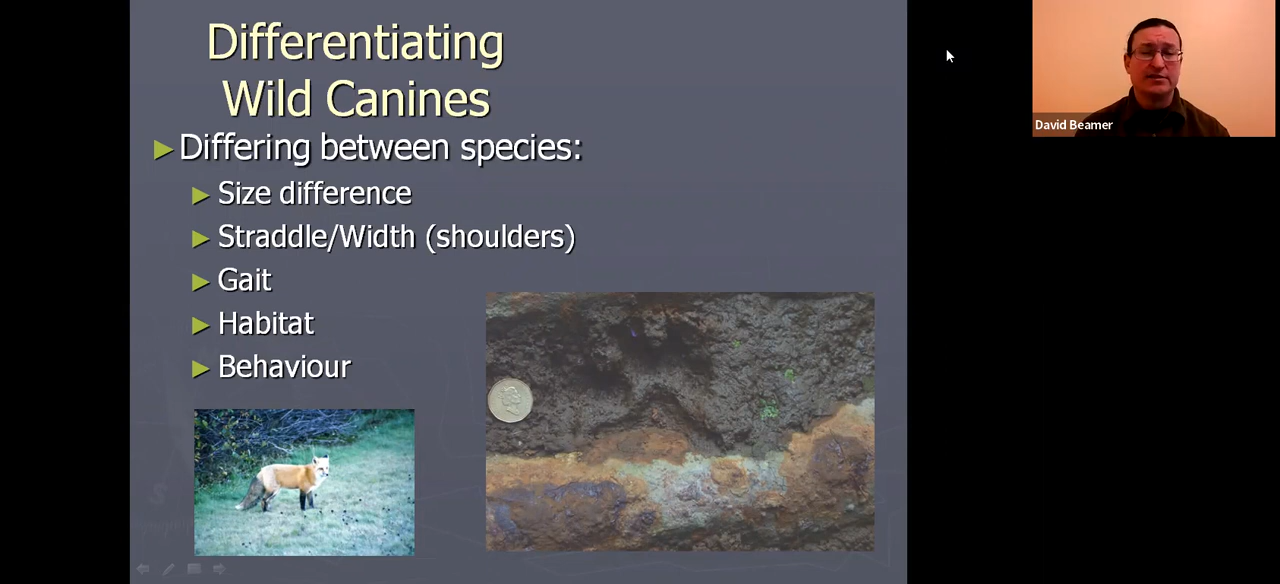 Differentiating
Wild Canines
Differing between species:
Size difference
Straddle/Width (shoulders)
Gait
Habitat
Behaviour
David Beamer